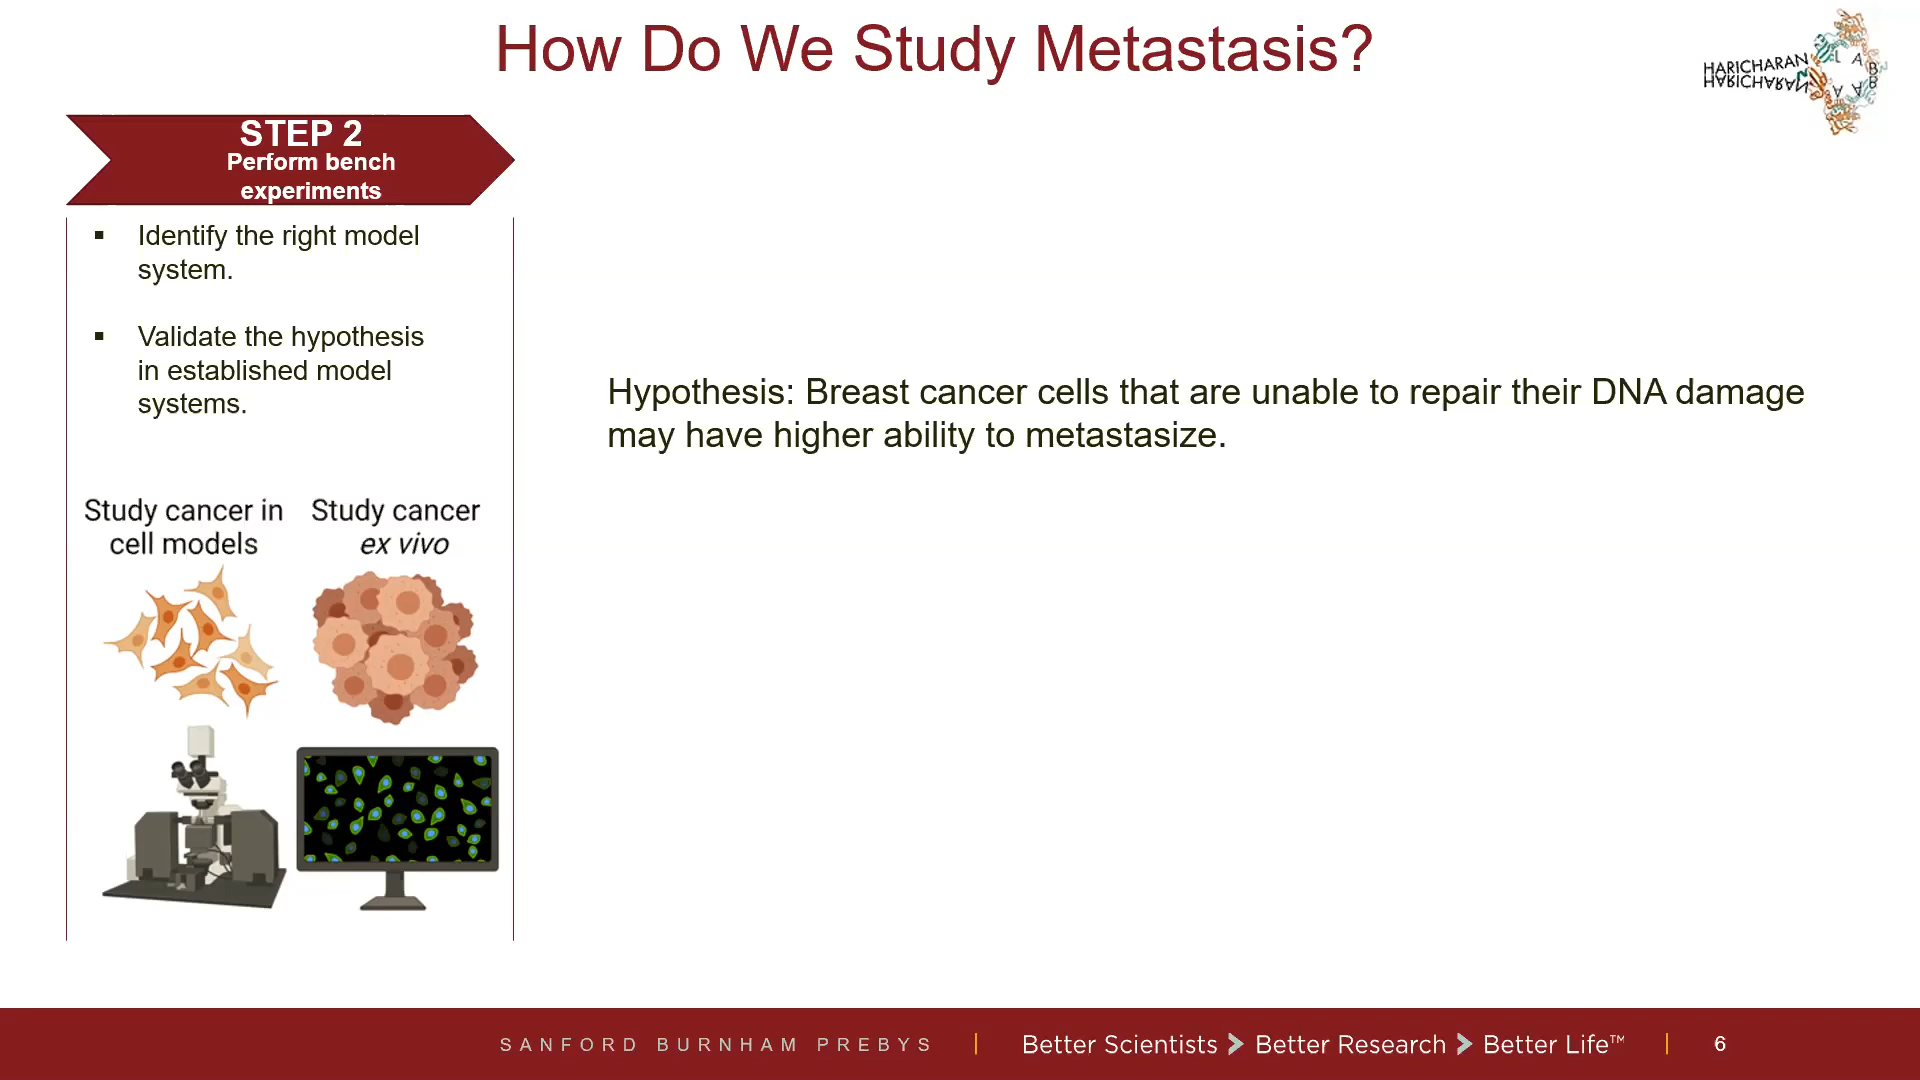 How Do We Study Metastasis?
HARICHARAN
HARICHARAN
L A B
L A B
STEP 2
Perform bench
experiments
▪ Identify the right model
system.
▪ Validate the hypothesis
in established model
systems.
Hypothesis: Breast cancer cells that are unable to repair their DNA damage
may have higher ability to metastasize.
Study cancer in
cell models
Study cancer
ex vivo
SANFORD BURNHAM PREBYS | Better Scientists > Better Research > Better Life™ | 6